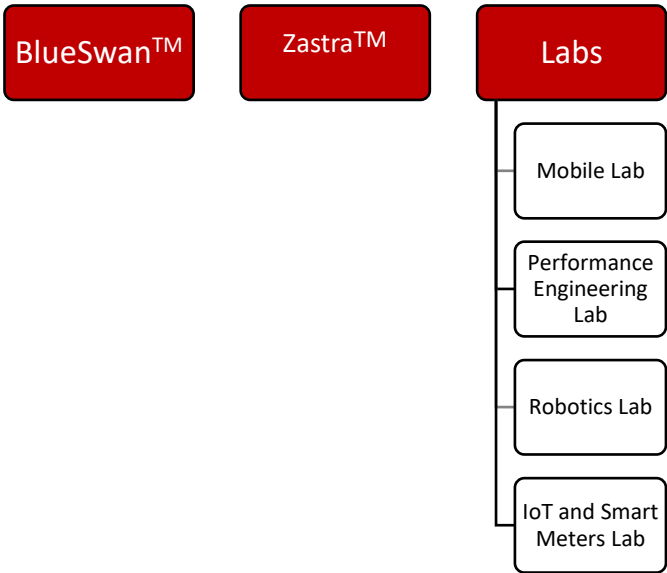 BlueSwan™
Zastra™
Labs
Mobile Lab
Performance
Engineering
Lab
Robotics Lab
IoT and Smart
Meters Lab